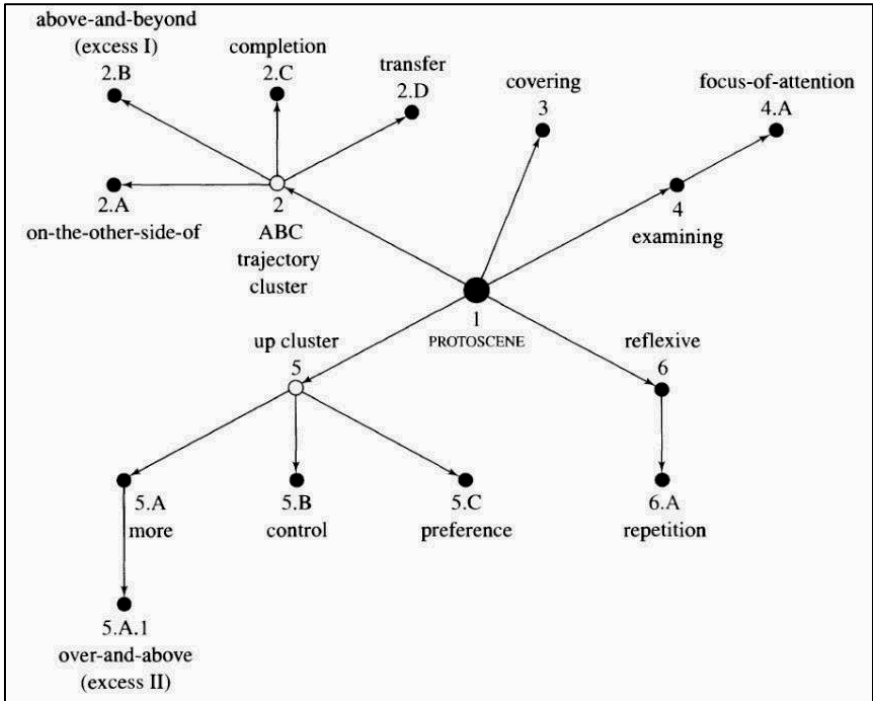 above-and-beyond
(excess I)
2.B
completion
2.C
transfer
2.D
covering
3
focus-of-attention
4.A
2.A
on-the-other-side-of
2
ABC
trajectory
cluster
4
examining
1
PROTOSCENE
up cluster
5
reflexive
6
5.A
more
5.B
control
5.C
preference
6.A
repetition
5.A.1
over-and-above
(excess II)